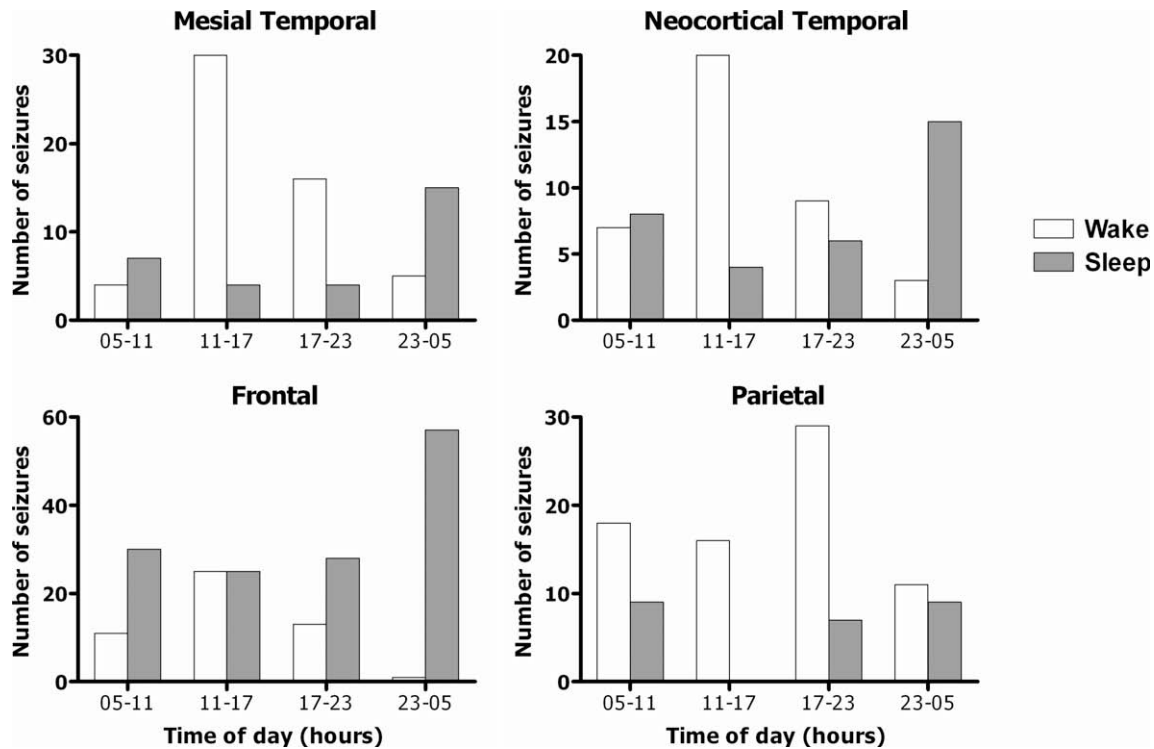 Mesial Temporal
Number of seizures
30
20
10
0
05-11 11-17 17-23 23-05
Neocortical Temporal
Number of seizures
20
15
10
5
0
05-11 11-17 17-23 23-05
Wake
Sleep
Frontal
Number of seizures
60
40
20
0
05-11 11-17 17-23 23-05
Time of day (hours)
Parietal
Number of seizures
30
20
10
0
05-11 11-17 17-23 23-05
Time of day (hours)